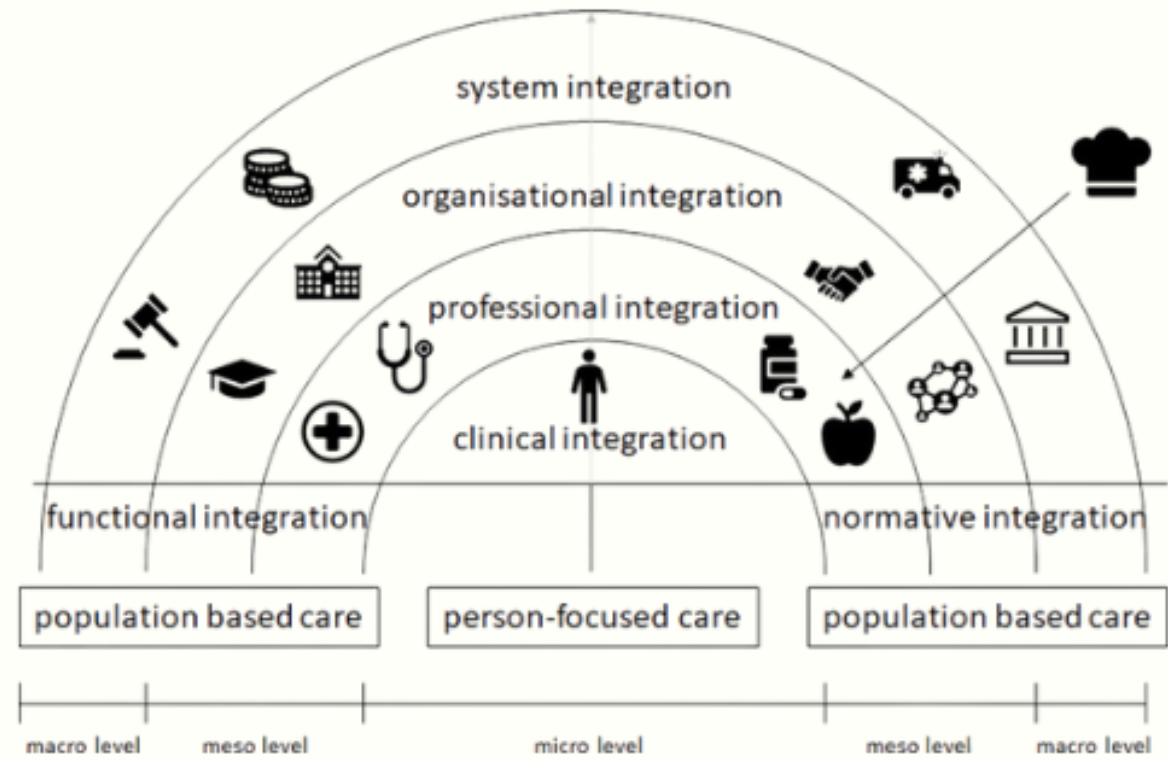 system integration
organisational integration
professional integration
clinical integration
functional integration
normative integration
population based care
person-focused care
population based care
macro level
meso level
micro level
meso level
macro level